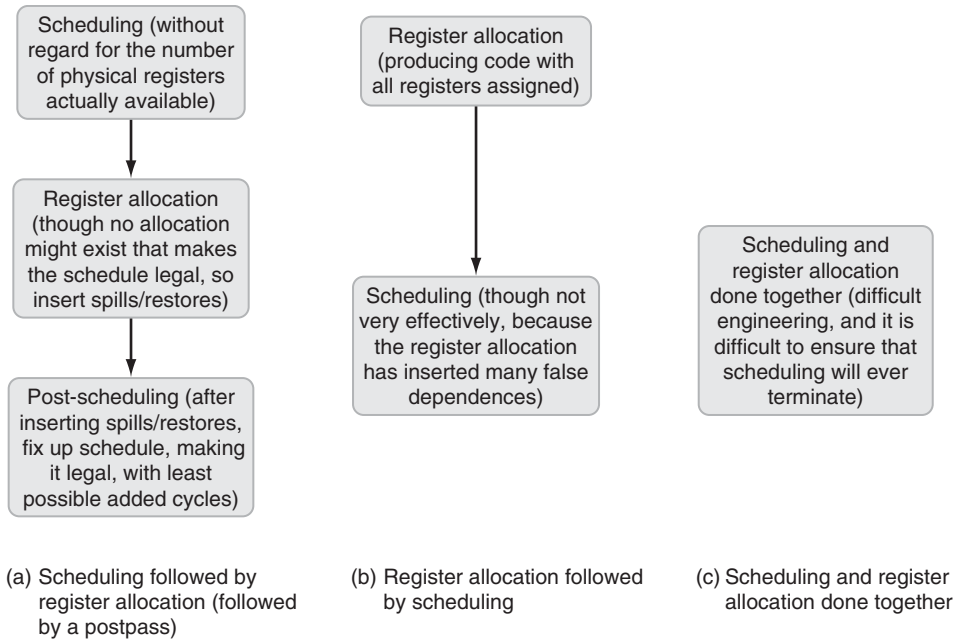 Scheduling (without
regard for the number
of physical registers
actually available)
Register allocation
(though no allocation
might exist that makes
the schedule legal, so
insert spills/restores)
Post-scheduling (after
inserting spills/restores,
fix up schedule, making
it legal, with least
possible added cycles)
(a) Scheduling followed by
register allocation (followed
by a postpass)
Register allocation
(producing code with
all registers assigned)
Scheduling (though not
very effectively, because
the register allocation
has inserted many false
dependences)
(b) Register allocation followed
by scheduling
Scheduling and
register allocation
done together (difficult
engineering, and it is
difficult to ensure that
scheduling will ever
terminate)
(c) Scheduling and register
allocation done together